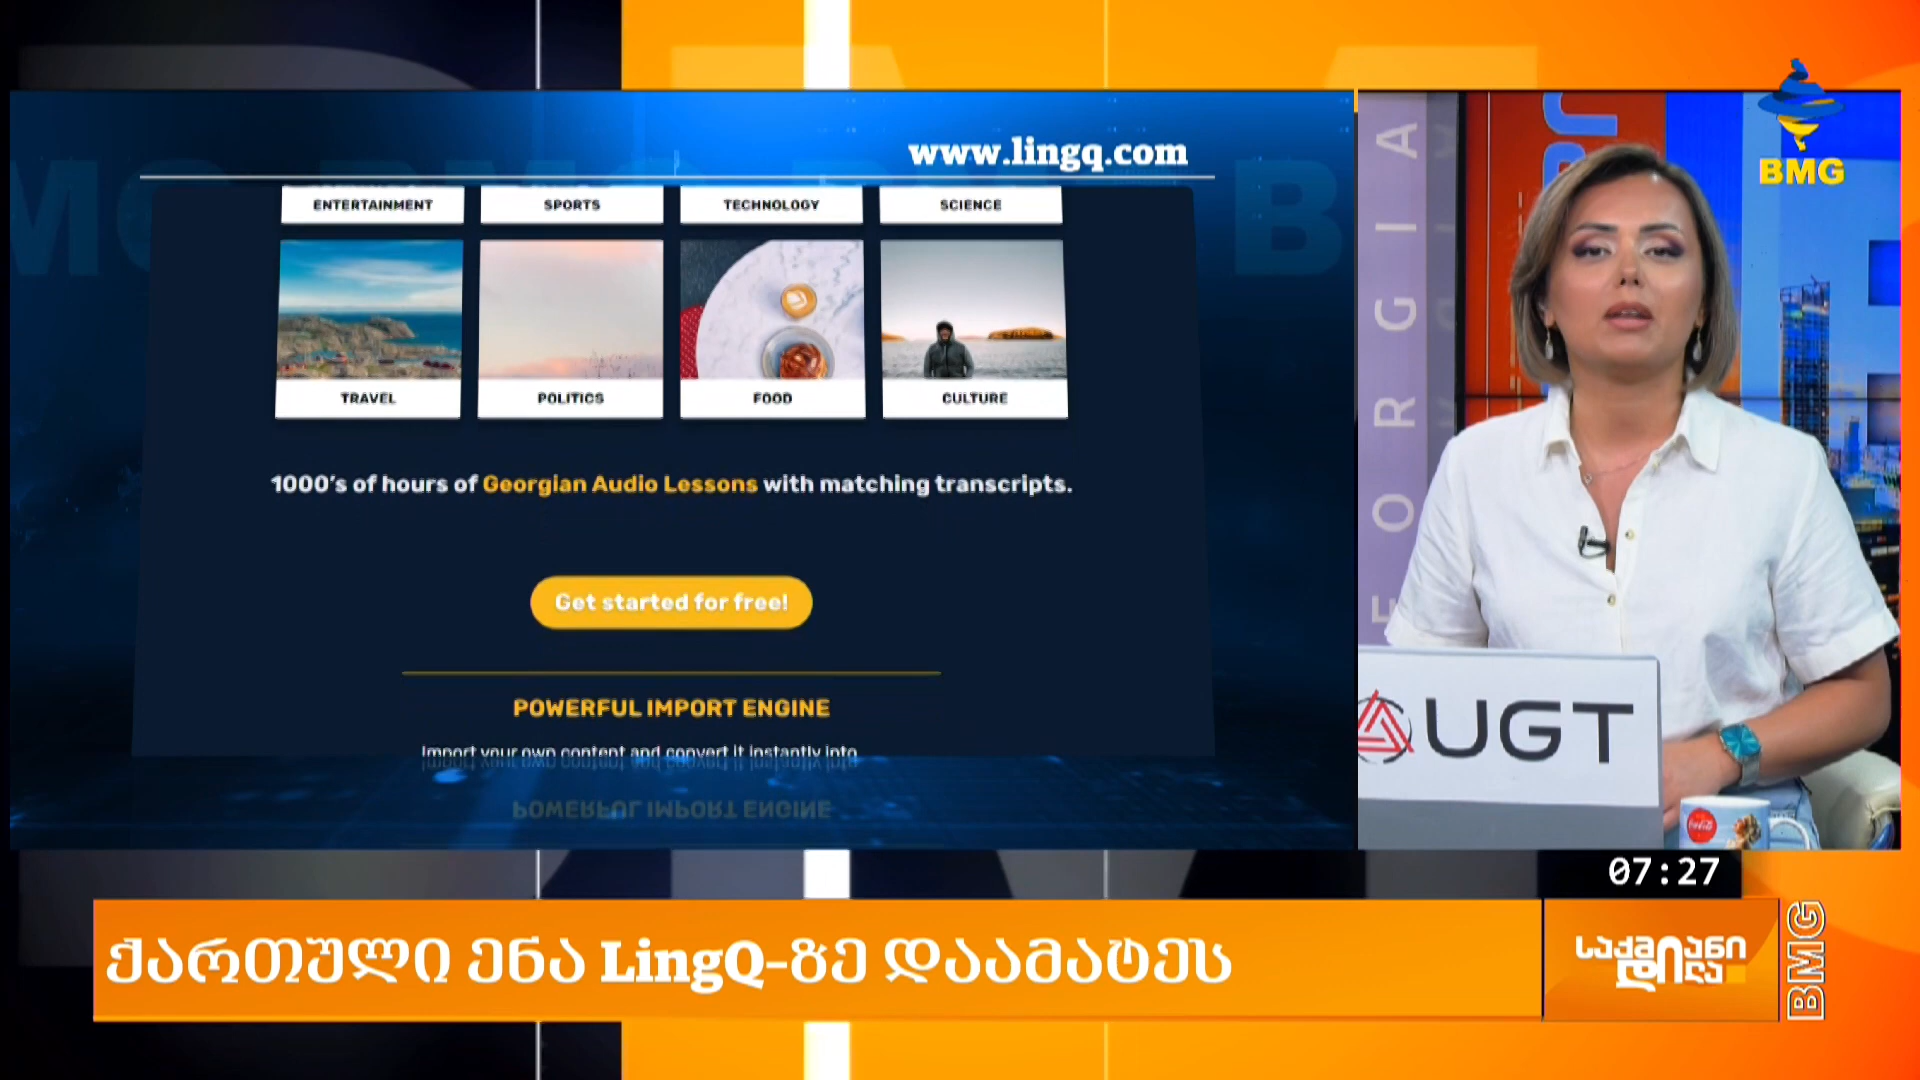 www.lingq.com
ENTERTAINMENT
SPORTS
TECHNOLOGY
SCIENCE
TRAVEL
POLITICS
FOOD
CULTURE
1000's of hours of Georgian Audio Lessons with matching transcripts.
Get started for free!
POWERFUL IMPORT ENGINE
Import your own content and convert it instantly into
BMG
UGT
Coca-Cola
07:27
ქართული ენა LingQ-ზე დაამატეს
საქმიანი
დილა
BMG